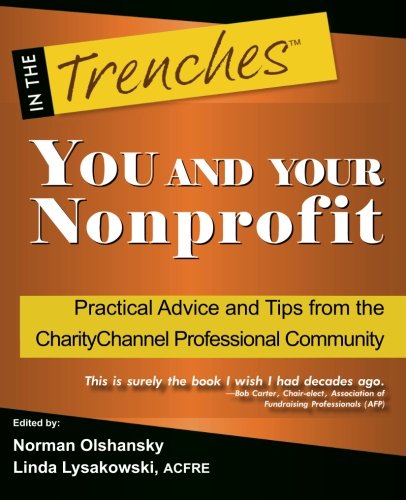 IN THE
Trenches™
YOU AND YOUR
Nonprofit
Practical Advice and Tips from the
CharityChannel Professional Community
This is surely the book I wish I had decades ago.
—Bob Carter, Chair-elect, Association of
Fundraising Professionals (AFP)
Edited by:
Norman Olshansky
Linda Lysakowski, ACFRE